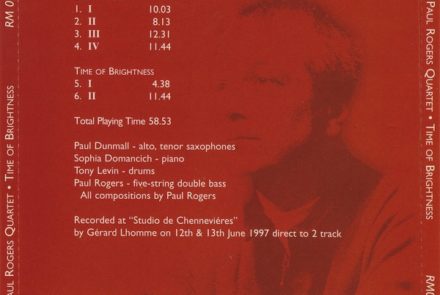 1. I 10.03
2. II 8.13
3. III 12.31
4. IV 11.44
TIME OF BRIGHTNESS
5. I 4.38
6. II 11.44
Total Playing Time 58.53
Paul Dunmall - alto, tenor saxophones
Sophia Domancich - piano
Tony Levin - drums
Paul Rogers - five-string double bass
All compositions by Paul Rogers
Recorded at “Studio de Chenneviéres”
by Gérard Lhomme on 12th & 13th June 1997 direct to 2 track
PAUL ROGERS QUARTET • TIME OF BRIGHTNESS RM 0
PAUL ROGERS QUARTET • TIME OF BRIGHTNESS RM0